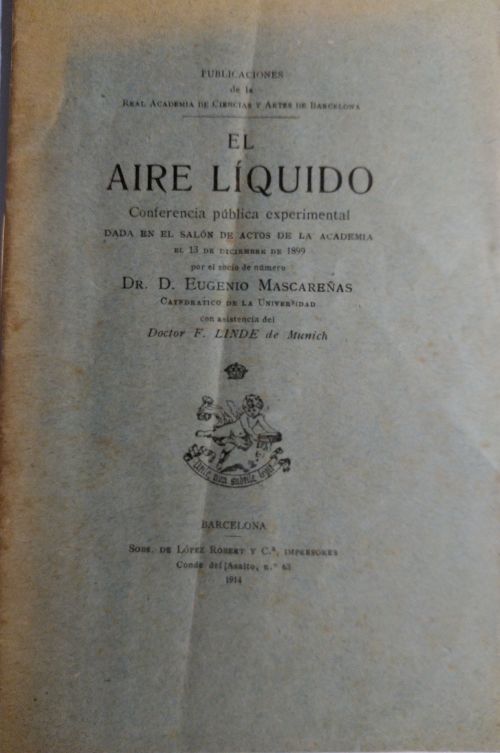 PUBLICACIONES
de la
REAL ACADEMIA DE CIENCIAS Y ARTES DE BARCELONA
EL
AIRE LÍQUIDO
Conferencia pública experimental
DADA EN EL SALÓN DE ACTOS DE LA ACADEMIA
EL 13 DE DICIEMBRE DE 1899
por el socio de número
DR. D. EUGENIO MASCAREÑAS
CATEDRÁTICO DE LA UNIVERSIDAD
con asistencia del
Doctor F. LINDE de Munich
BARCELONA
SOBS. DE LÓPEZ ROBERT Y C.ª, IMPRESORES
Conde del Asalto, n.º 63
1914